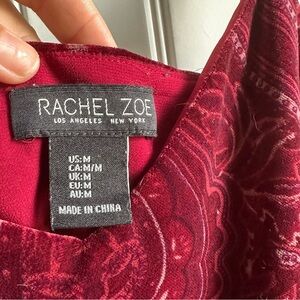 RACHEL ZOE
LOS ANGELES NEW YORK
US:M
CA:M/M
UK:M
EU:M
AU:M
MADE IN CHINA